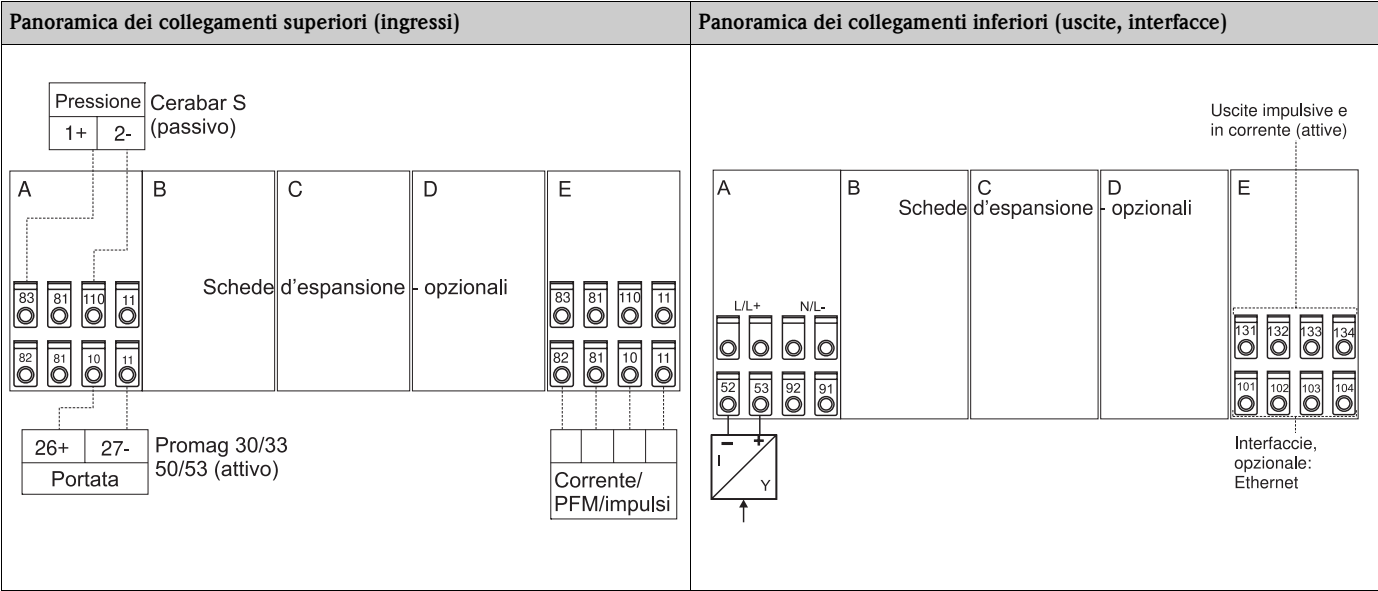 Panoramica dei collegamenti superiori (ingressi)
Pressione
1+ 2-
Cerabar S
(passivo)
A B C D E
Schede d'espansione - opzionali
83 81 110 11
82 81 10 11
83 81 110 11
82 81 10 11
26+ 27-
Portata
Promag 30/33
50/53 (attivo)
Corrente/
PFM/impulsi
Panoramica dei collegamenti inferiori (uscite, interfacce)
Uscite impulsive e
in corrente (attive)
A B C D E
Schede d'espansione - opzionali
L/L+ N/L-
52 53 92 91
131 132 133 134
101 102 103 104
- +
I
Y
Interfaccie,
opzionale:
Ethernet